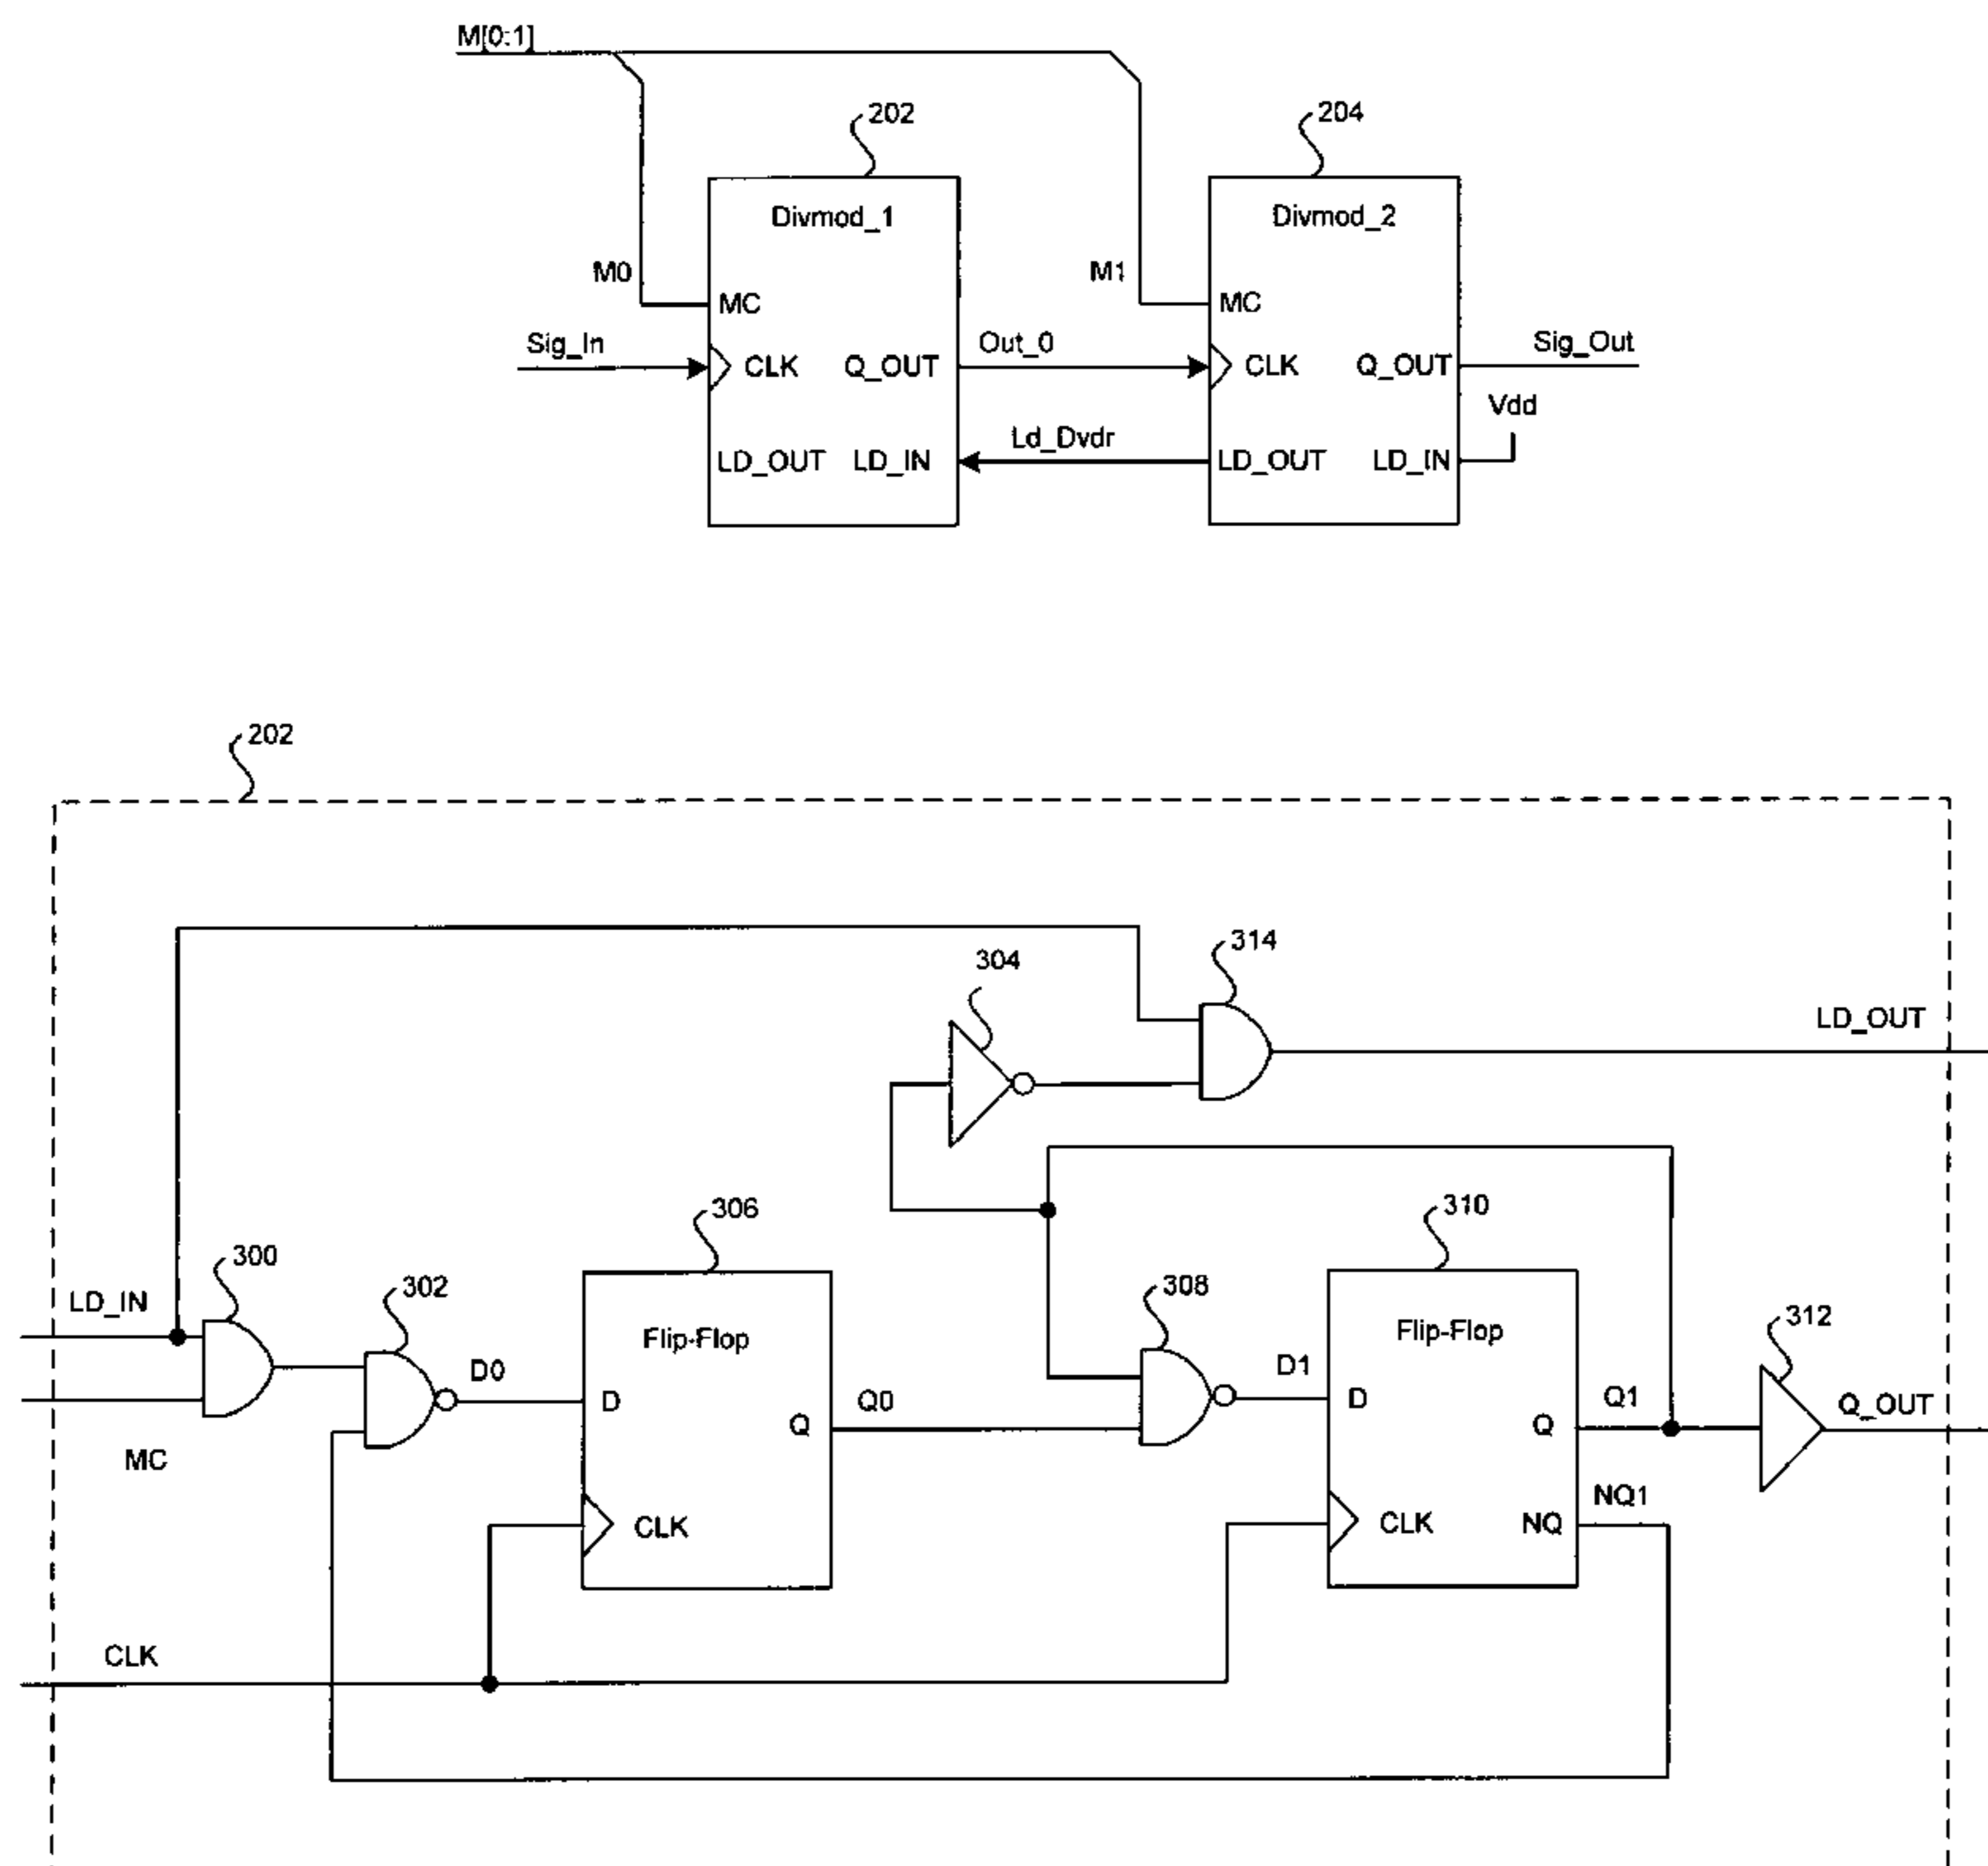 M[0:1]
202
204
Divmod_1
Divmod_2
M0
M1
MC
MC
Sig_In
CLK
Q_OUT
Out_0
CLK
Q_OUT
Sig_Out
Vdd
LD_OUT
LD_IN
Ld_Dvdr
LD_OUT
LD_IN
202
304
314
LD_OUT
306
310
300
302
308
312
LD_IN
Flip-Flop
Flip-Flop
D0
D
Q0
D1
D
Q1
Q_OUT
Q
Q
MC
NQ1
CLK
CLK
NQ
CLK